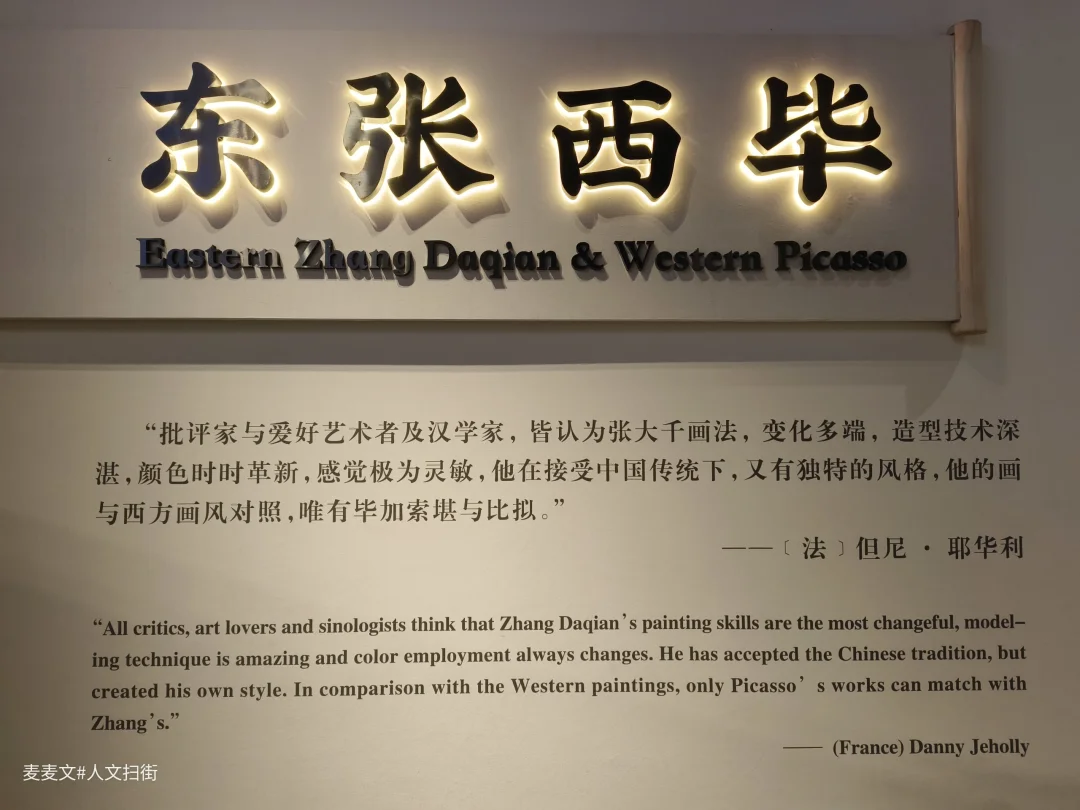 东张西毕
Eastern Zhang Daqian & Western Picasso
“批评家与爱好艺术者及汉学家，皆认为张大千画法，变化多端，造型技术深
湛，颜色时时革新，感觉极为灵敏，他在接受中国传统下，又有独特的风格，他的画
与西方画风对照，唯有毕加索堪与比拟。”
——﹝法﹞但尼·耶华利
“All critics, art lovers and sinologists think that Zhang Daqian’s painting skills are the most changeful, model-
ing technique is amazing and color employment always changes. He has accepted the Chinese tradition, but
created his own style. In comparison with the Western paintings, only Picasso’s works can match with
Zhang’s.”
—— (France) Danny Jeholly
麦麦文#人文扫街